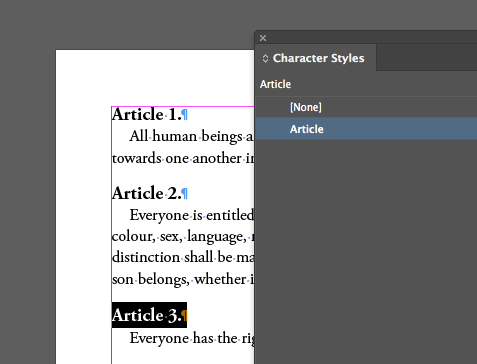 Character Styles
Article
[None]
Article
Article 1.¶
All human beings a
towards one another in
Article 2.¶
Everyone is entitled
colour, sex, language,
distinction shall be ma
son belongs, whether i
Article 3.¶
Everyone has the rig